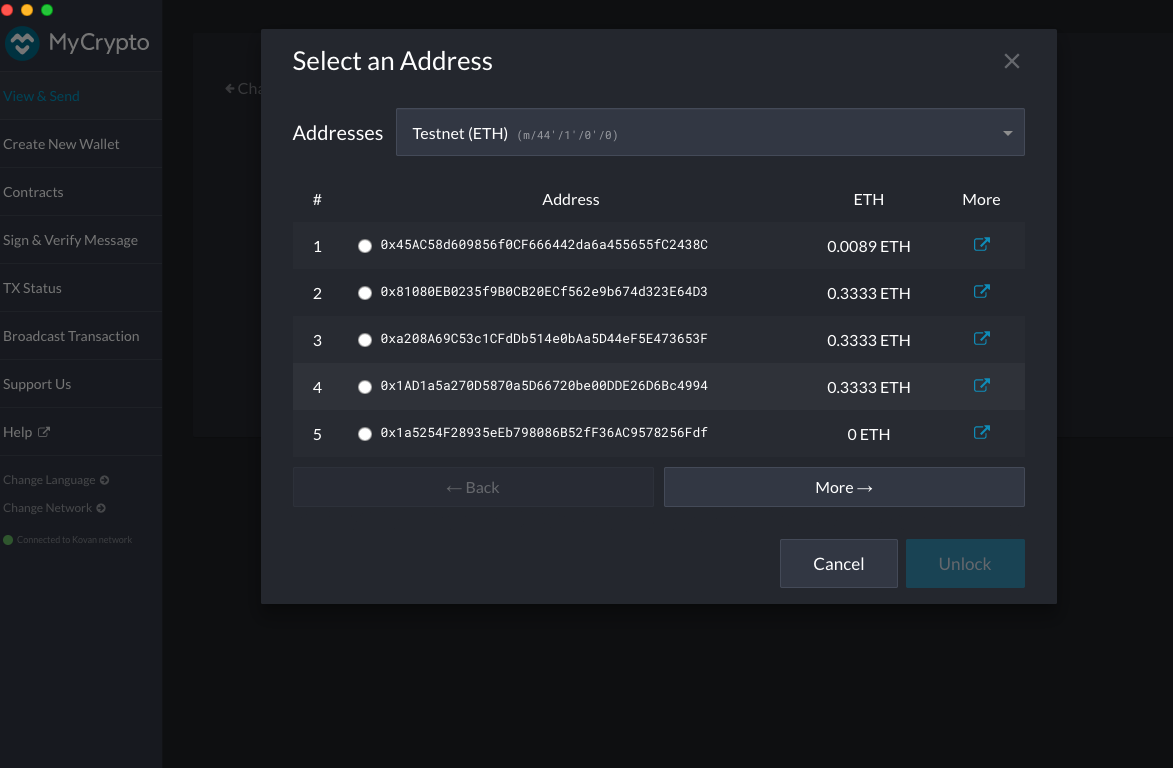 MyCrypto
View & Send
Create New Wallet
Contracts
Sign & Verify Message
TX Status
Broadcast Transaction
Support Us
Help
Change Language
Change Network
Connected to Kovan network
Cha
Select an Address
Addresses Testnet (ETH) (m/44'/1'/0'/0)
# Address ETH More
1 0x45AC58d609856f0CF666442da6a455655fC2438C 0.0089 ETH
2 0x81080EB0235f9B0CB20ECf562e9b674d323E64D3 0.3333 ETH
3 0xa208A69C53c1CFdDb514e0bAa5D44eF5E473653F 0.3333 ETH
4 0x1AD1a5a270D5870a5D66720be00DDE26D6Bc4994 0.3333 ETH
5 0x1a5254F28935eEb798086B52fF36AC9578256Fdf 0 ETH
← Back More →
Cancel Unlock